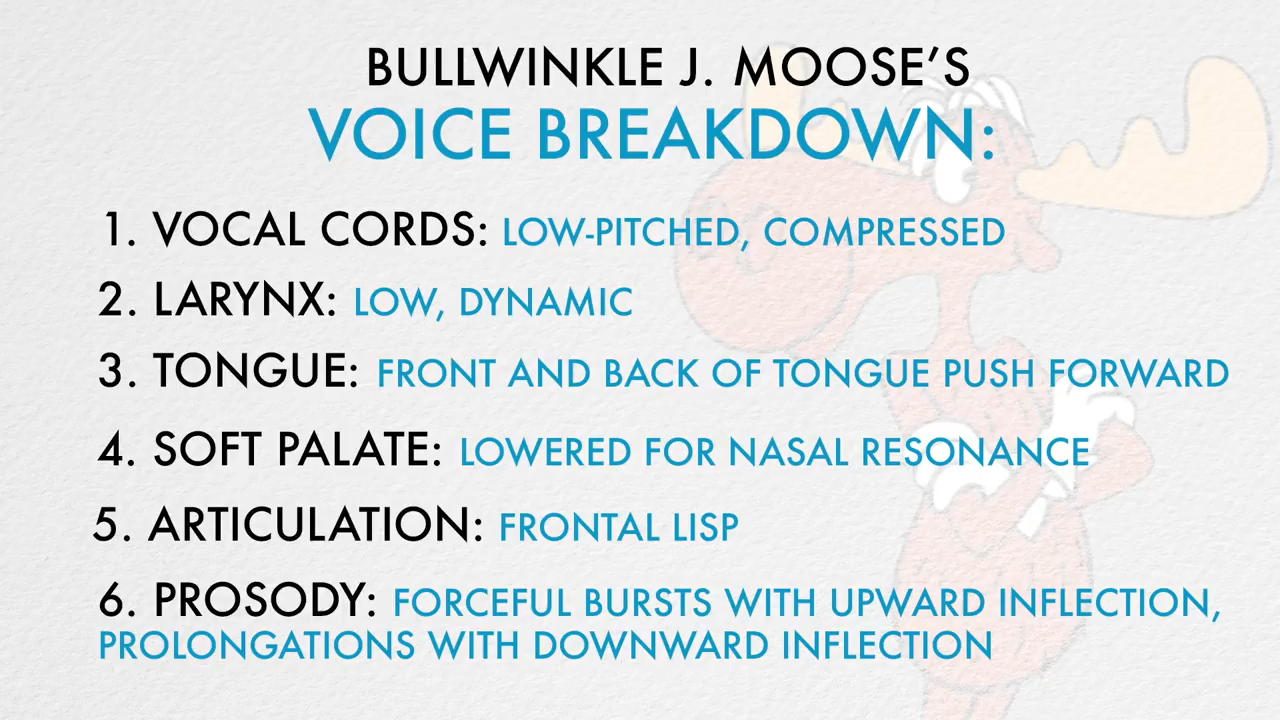 BULLWINKLE J. MOOSE'S
VOICE BREAKDOWN:
1. VOCAL CORDS: LOW-PITCHED, COMPRESSED
2. LARYNX: LOW, DYNAMIC
3. TONGUE: FRONT AND BACK OF TONGUE PUSH FORWARD
4. SOFT PALATE: LOWERED FOR NASAL RESONANCE
5. ARTICULATION: FRONTAL LISP
6. PROSODY: FORCEFUL BURSTS WITH UPWARD INFLECTION,
PROLONGATIONS WITH DOWNWARD INFLECTION